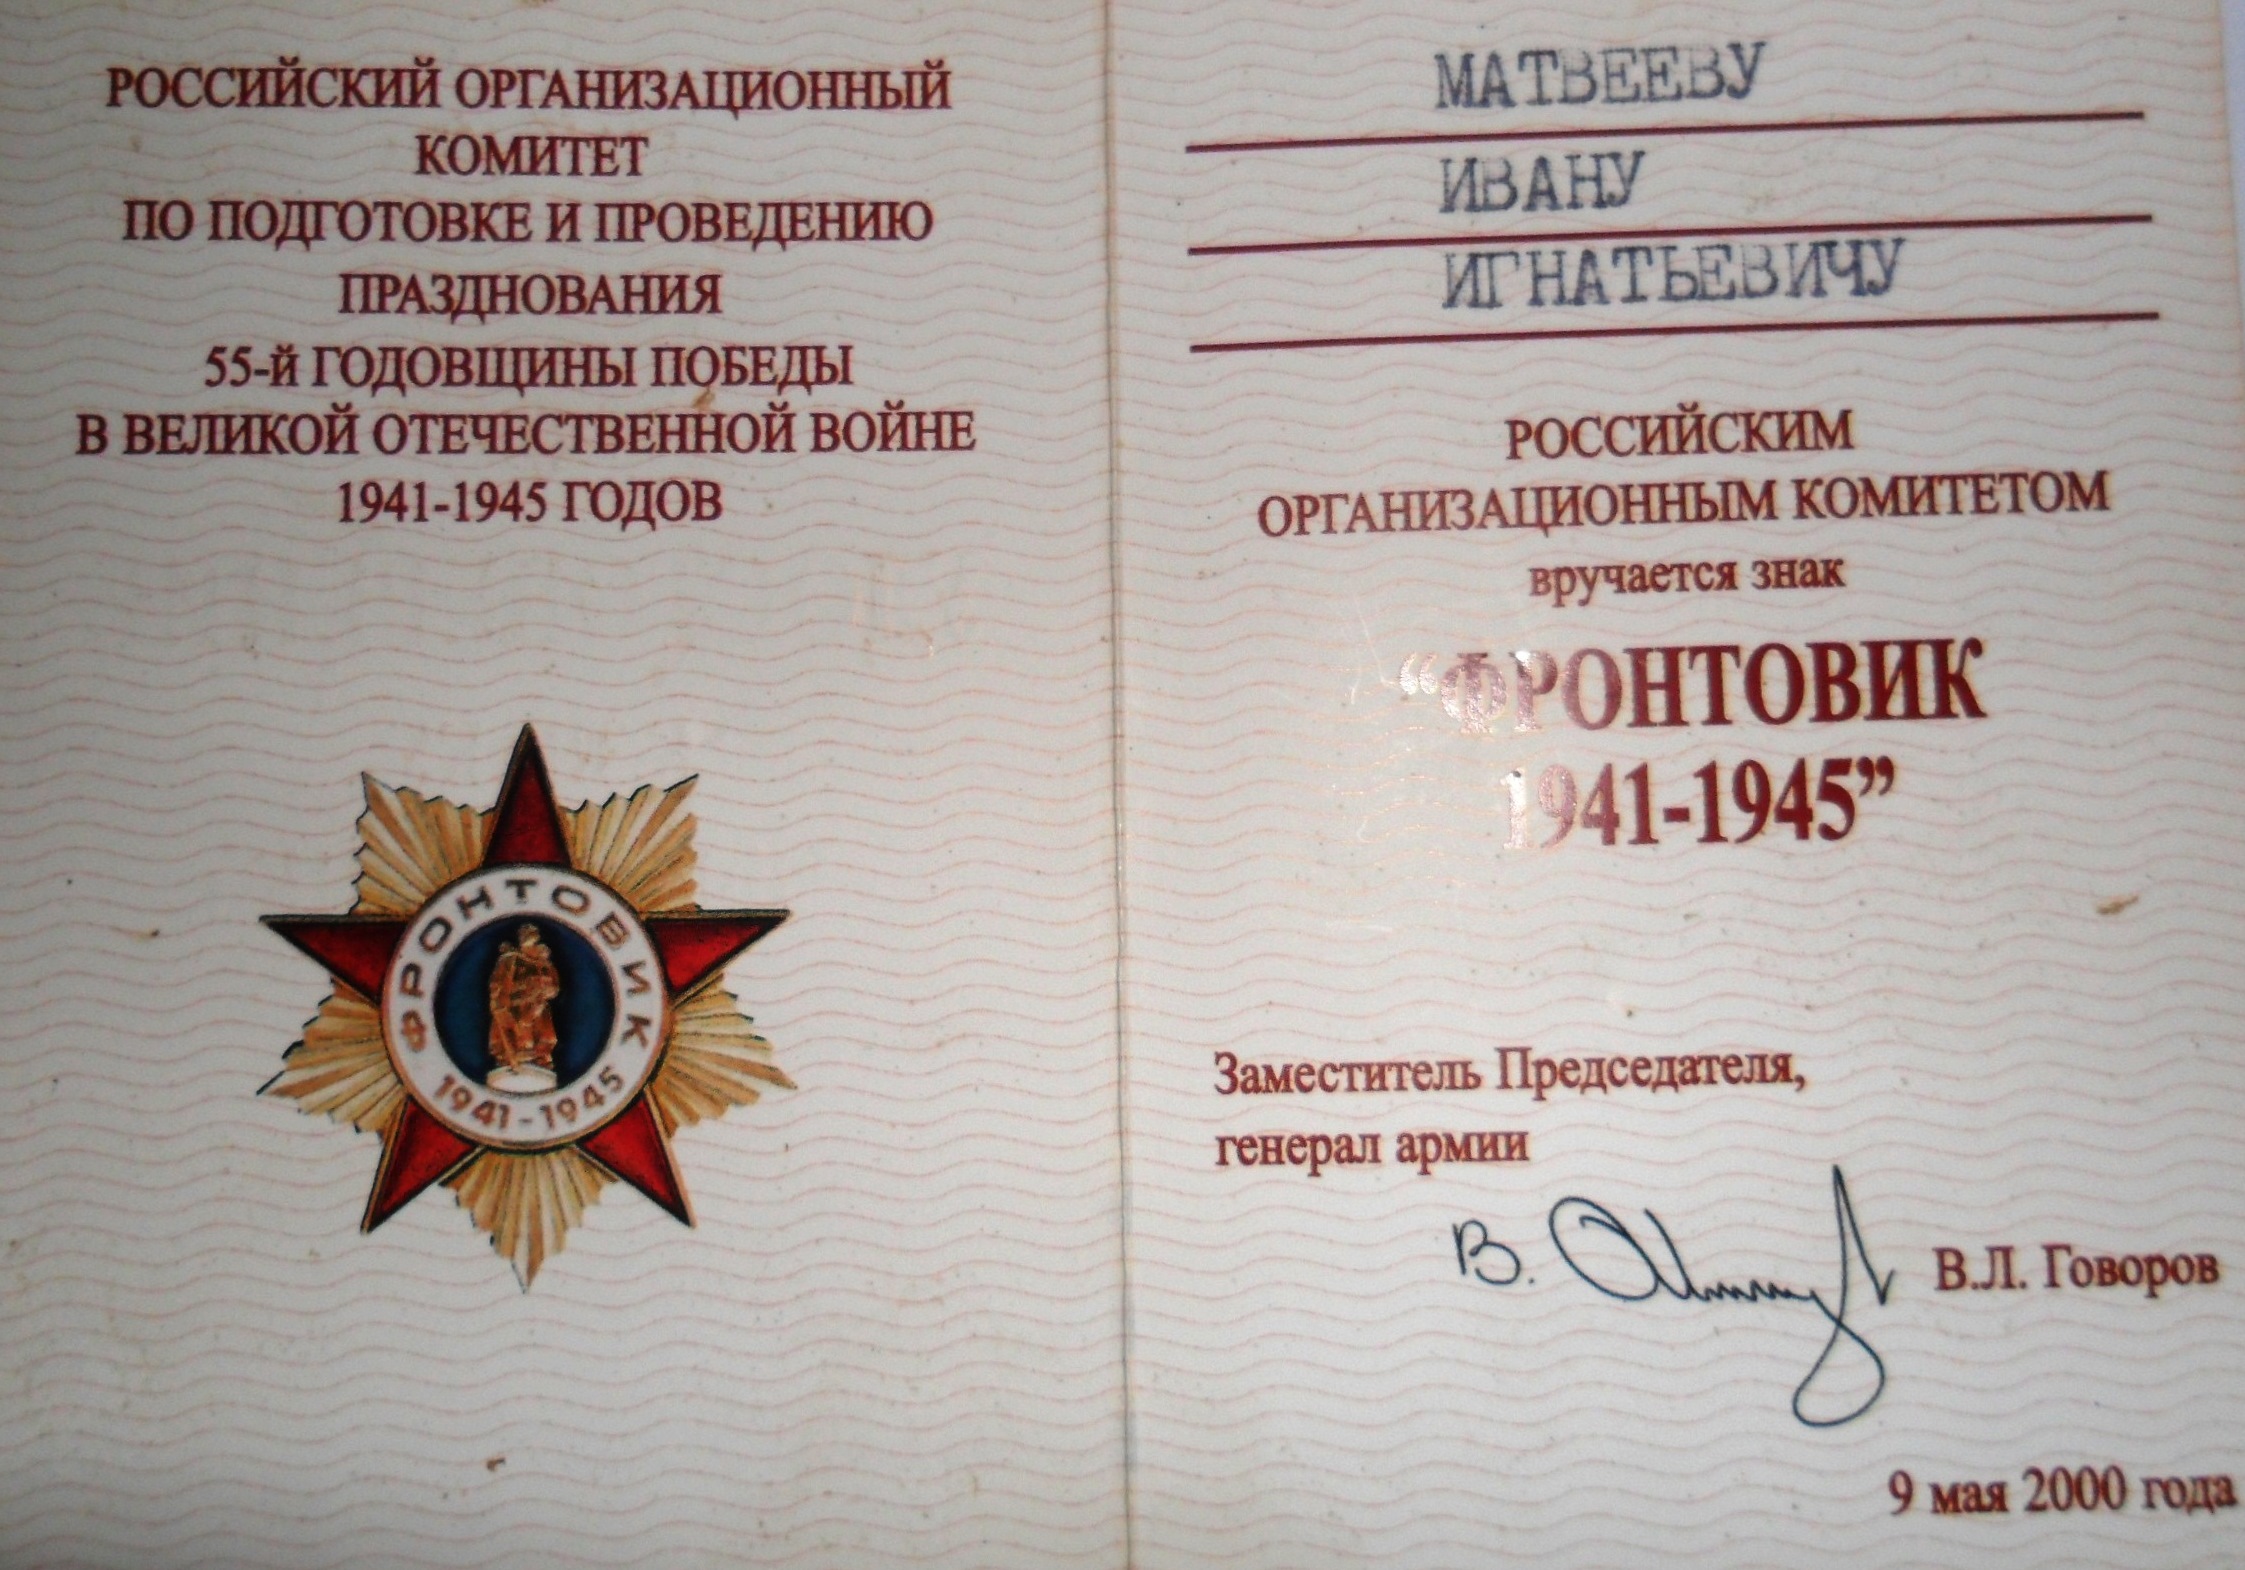 РОССИЙСКИЙ ОРГАНИЗАЦИОННЫЙ
КОМИТЕТ
ПО ПОДГОТОВКЕ И ПРОВЕДЕНИЮ
ПРАЗДНОВАНИЯ
55-й ГОДОВЩИНЫ ПОБЕДЫ
В ВЕЛИКОЙ ОТЕЧЕСТВЕННОЙ ВОЙНЕ
1941-1945 ГОДОВ
ФРОНТОВИК
1941-1945
МАТВЕЕВУ
ИВАНУ
ИГНАТЬЕВИЧУ
РОССИЙСКИМ
ОРГАНИЗАЦИОННЫМ КОМИТЕТОМ
вручается знак
“ФРОНТОВИК
1941-1945”
Заместитель Председателя,
генерал армии
В. В.Л. Говоров
9 мая 2000 года